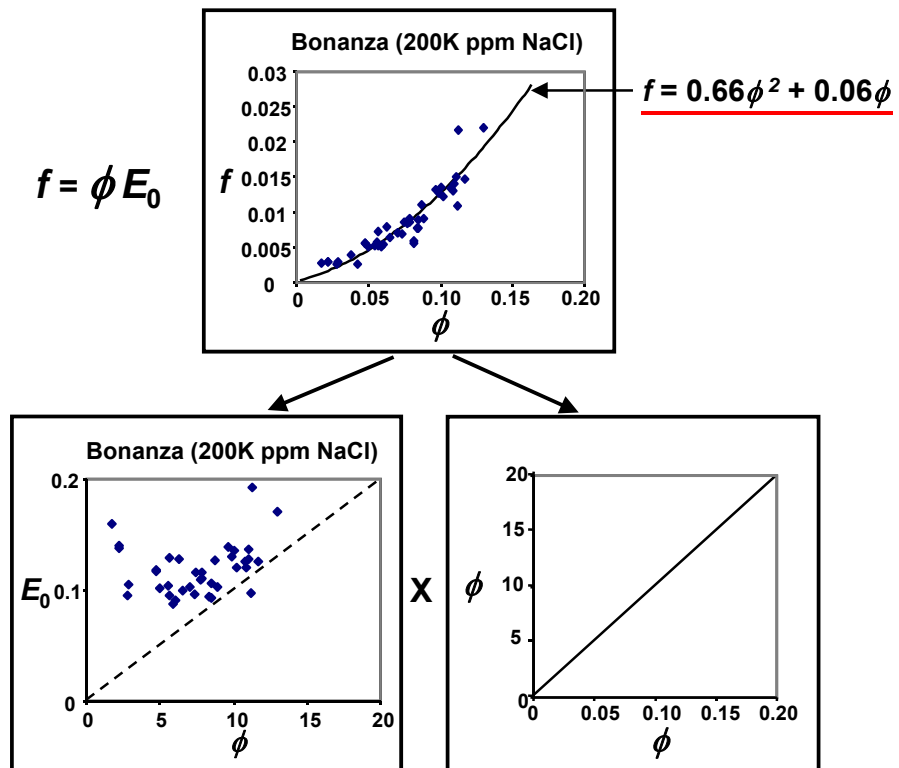 Bonanza (200K ppm NaCl)
0.03
0.025
0.02
0.015
0.01
0.005
0
f
0 0.05 0.10 0.15 0.20
ϕ
f = 0.66ϕ² + 0.06ϕ
f = ϕ E₀
Bonanza (200K ppm NaCl)
0.2
0.1
0
E₀
0 5 10 15 20
ϕ
X
20
15
10
5
0
ϕ
0 0.05 0.10 0.15 0.20
ϕ